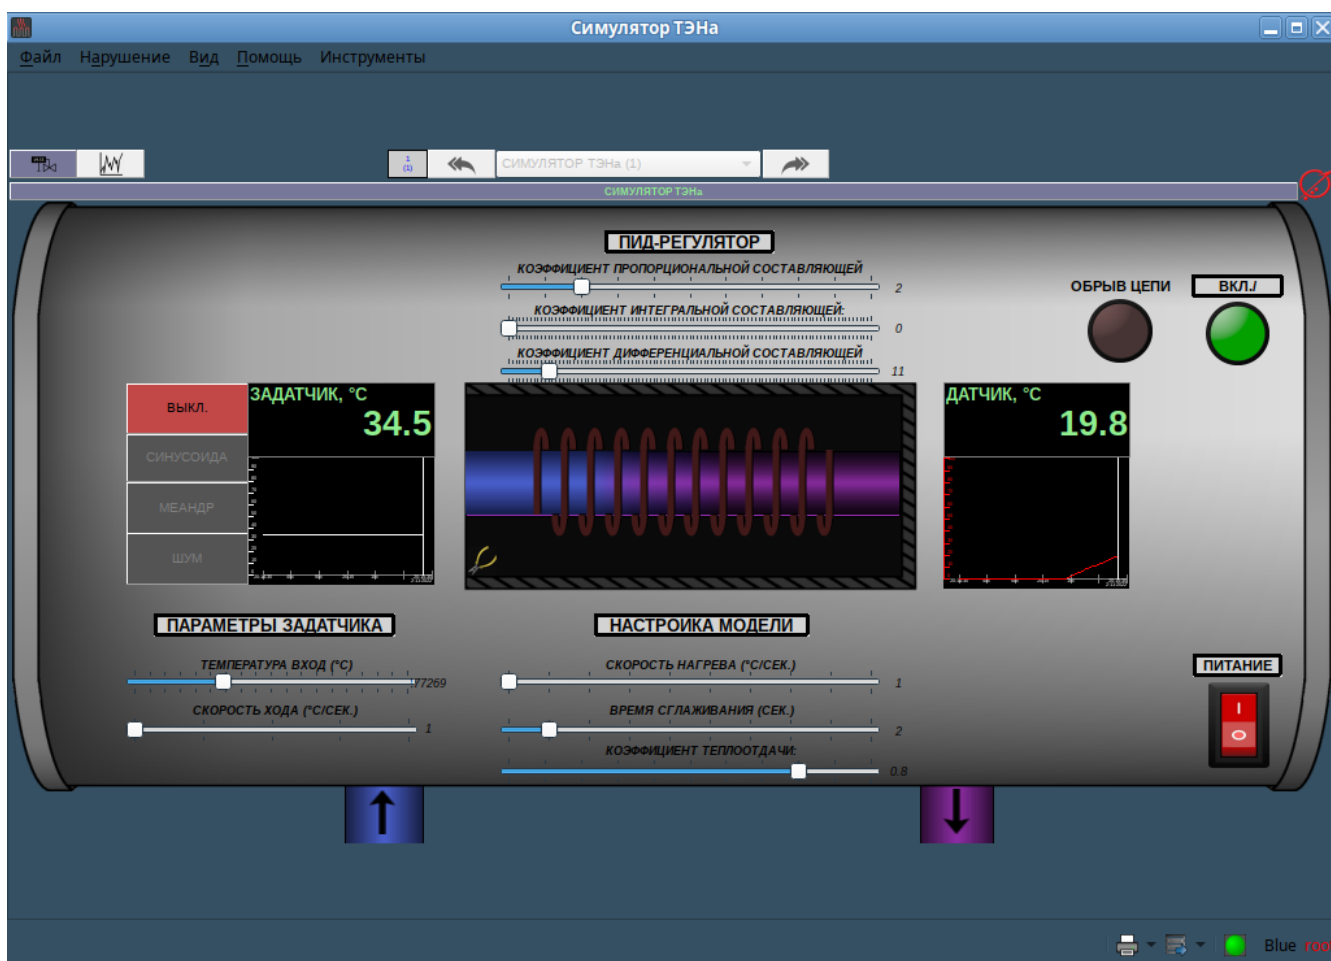 Симулятор ТЭНа
Файл Нарушение Вид Помощь Инструменты
1
(1)
СИМУЛЯТОР ТЭНа (1)
СИМУЛЯТОР ТЭНа
ПИД-РЕГУЛЯТОР
КОЭФФИЦИЕНТ ПРОПОРЦИОНАЛЬНОЙ СОСТАВЛЯЮЩЕЙ
2
КОЭФФИЦИЕНТ ИНТЕГРАЛЬНОЙ СОСТАВЛЯЮЩЕЙ:
0
КОЭФФИЦИЕНТ ДИФФЕРЕНЦИАЛЬНОЙ СОСТАВЛЯЮЩЕЙ
11
ОБРЫВ ЦЕПИ
ВКЛ./
ВЫКЛ.
СИНУСОИДА
МЕАНДР
ШУМ
ЗАДАТЧИК, °C
34.5
ДАТЧИК, °C
19.8
ПАРАМЕТРЫ ЗАДАТЧИКА
ТЕМПЕРАТУРА ВХОД (°C)
77269
СКОРОСТЬ ХОДА (°C/СЕК.)
1
НАСТРОЙКА МОДЕЛИ
СКОРОСТЬ НАГРЕВА (°C/СЕК.)
1
ВРЕМЯ СГЛАЖИВАНИЯ (СЕК.)
2
КОЭФФИЦИЕНТ ТЕПЛООТДАЧИ:
0.8
ПИТАНИЕ
I
O
Blue